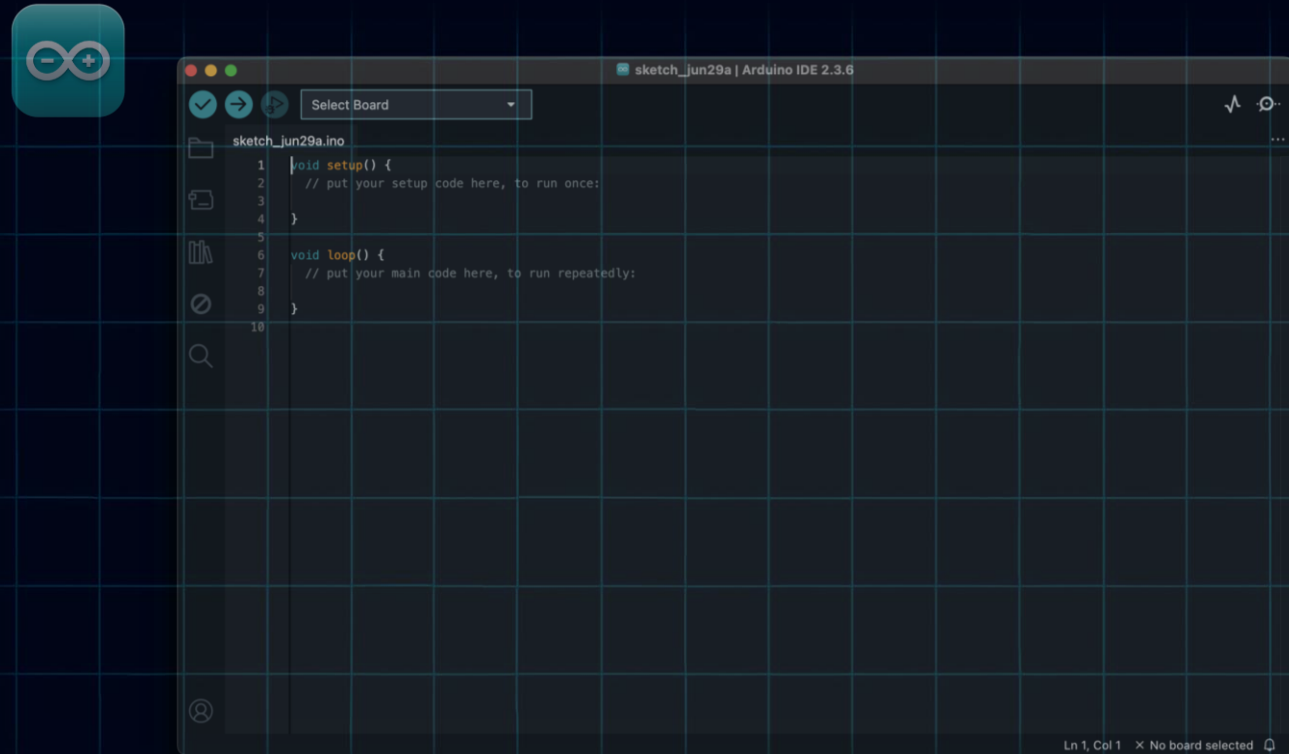 sketch_jun29a | Arduino IDE 2.3.6
Select Board
sketch_jun29a.ino
...
1 void setup() {
2 // put your setup code here, to run once:
3
4 }
5
6 void loop() {
7 // put your main code here, to run repeatedly:
8
9 }
10
Ln 1, Col 1 × No board selected